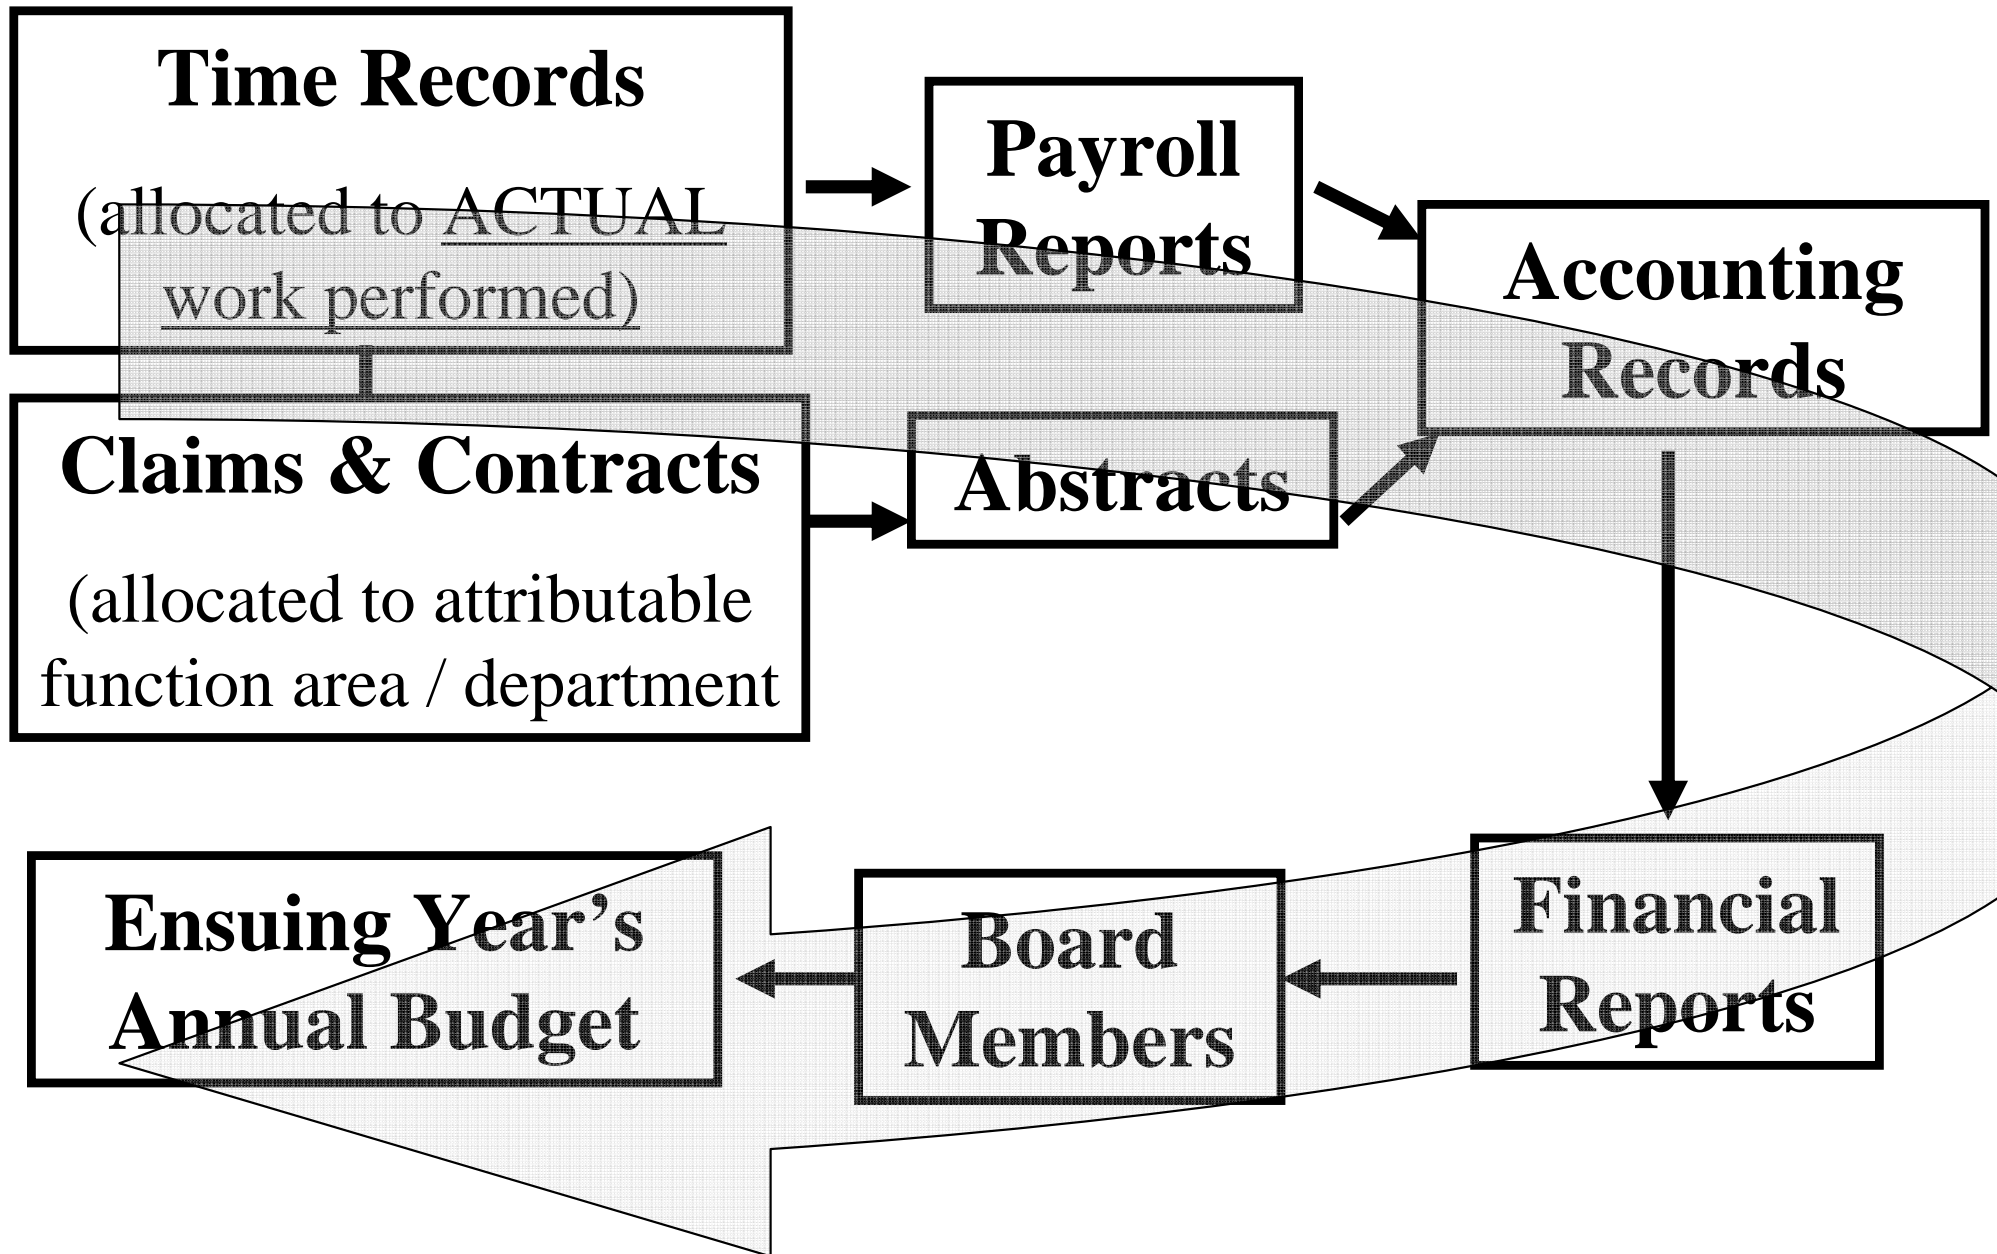 Time Records
(allocated to ACTUAL
work performed)
Payroll
Reports
Accounting
Records
Claims & Contracts
(allocated to attributable
function area / department
Abstracts
Financial
Reports
Board
Members
Ensuing Year’s
Annual Budget